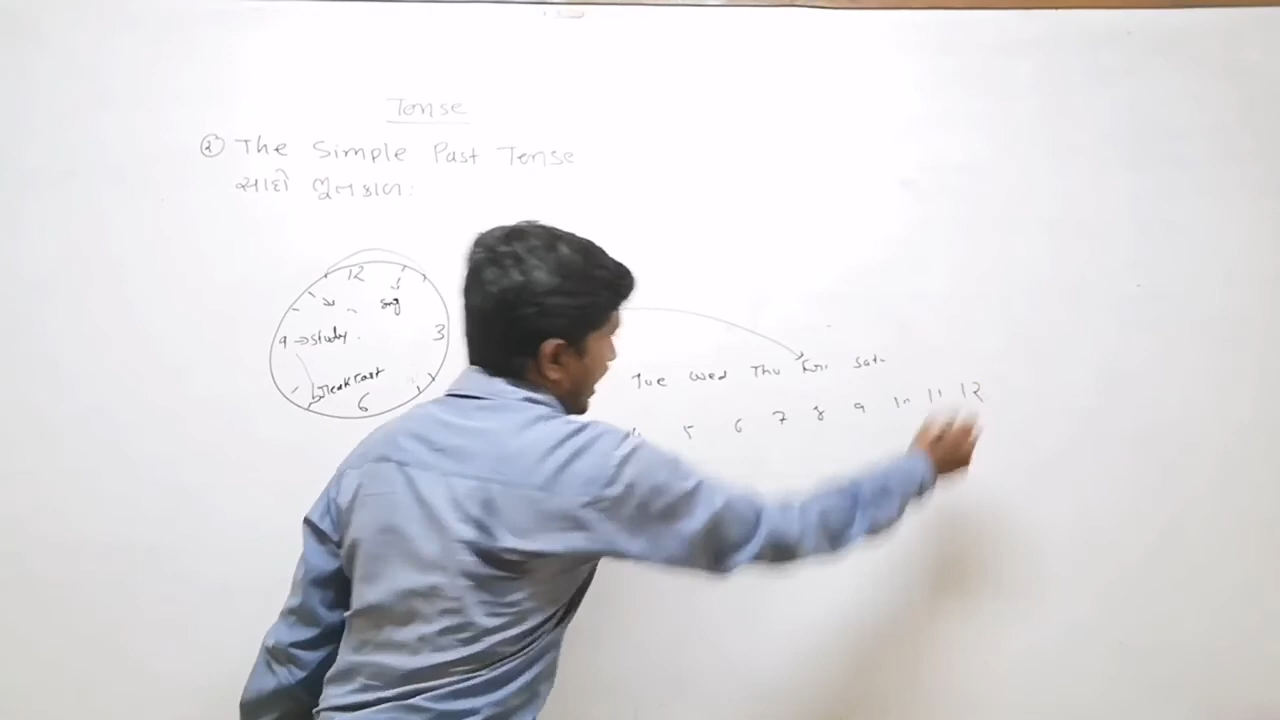 Tense
② The Simple Past Tense
સાદો ભૂતકાળ:
12
Sing
9 → Study
3
Breakfast
6
Tue Wed Thu Fri Sat
5 6 7 8 9 10 11 12